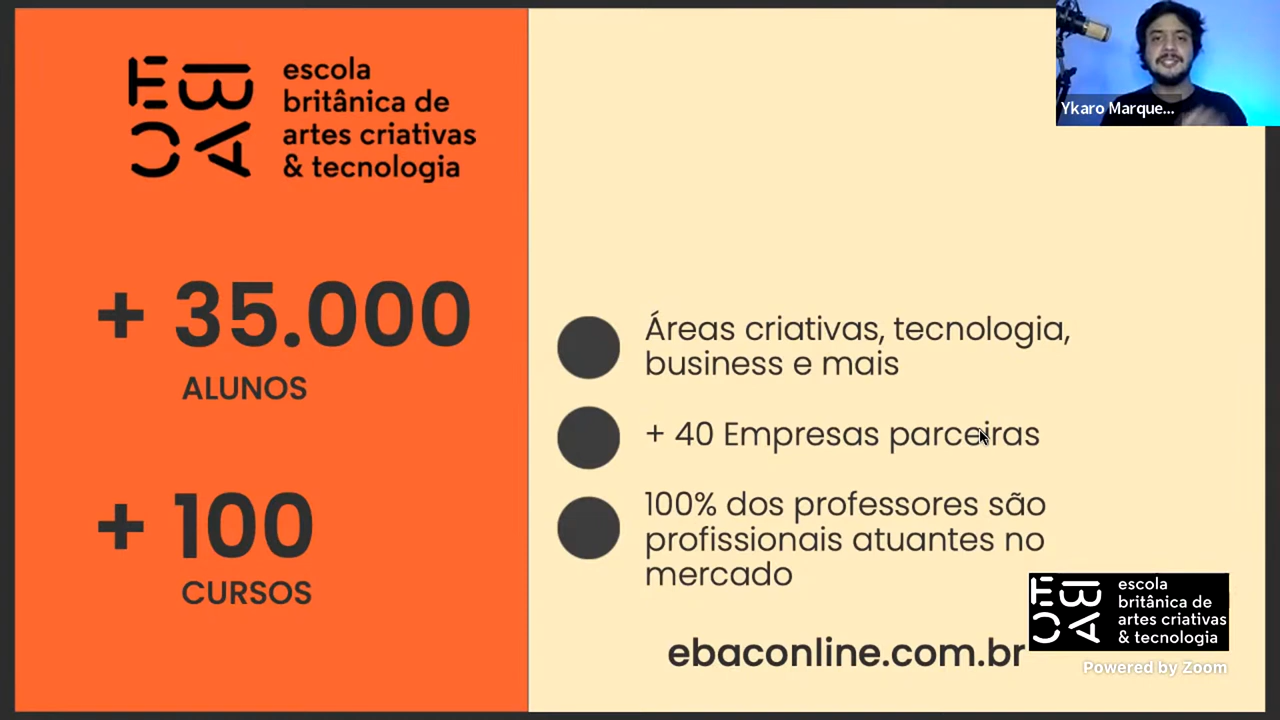 EBAC
escola
britânica de
artes criativas
& tecnologia
+ 35.000
ALUNOS
+ 100
CURSOS
Áreas criativas, tecnologia,
business e mais
+ 40 Empresas parceiras
100% dos professores são
profissionais atuantes no
mercado
ebaconline.com.br
Ykaro Marque...
EBAC
escola
britânica de
artes criativas
& tecnologia
Powered by Zoom